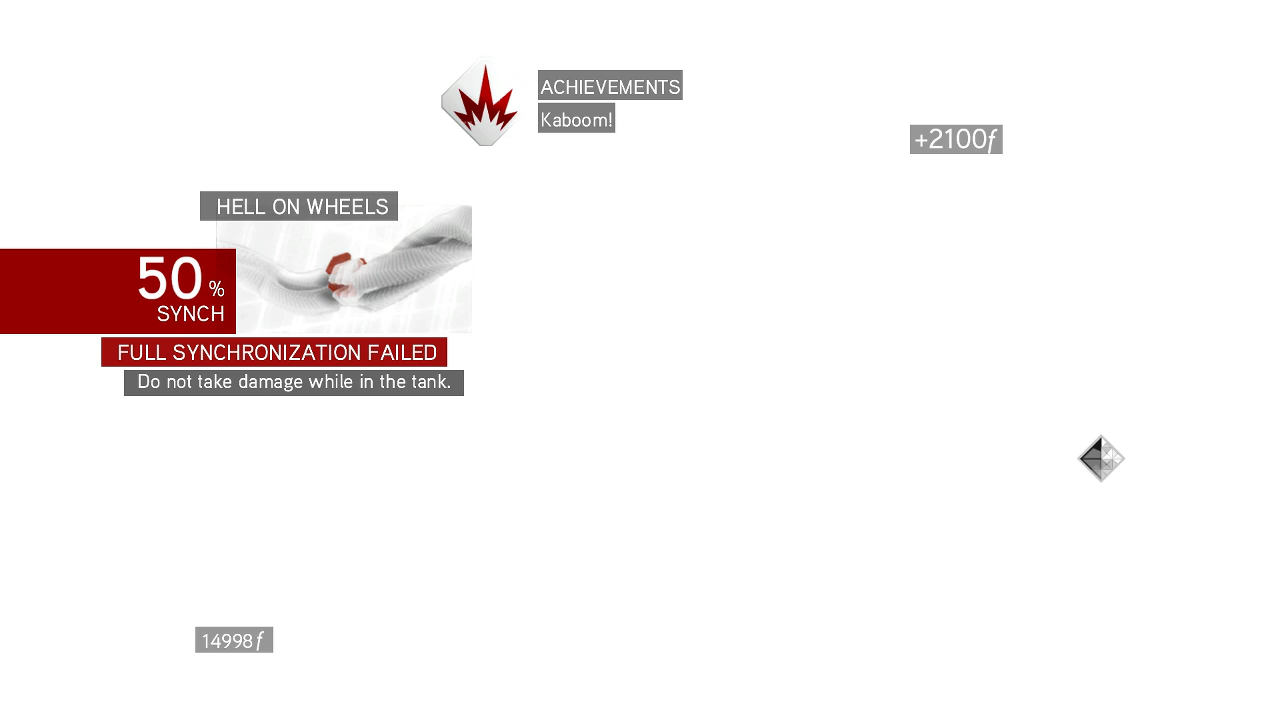 ACHIEVEMENTS
Kaboom!
+2100ƒ
HELL ON WHEELS
50 %
SYNCH
FULL SYNCHRONIZATION FAILED
Do not take damage while in the tank.
14998ƒ